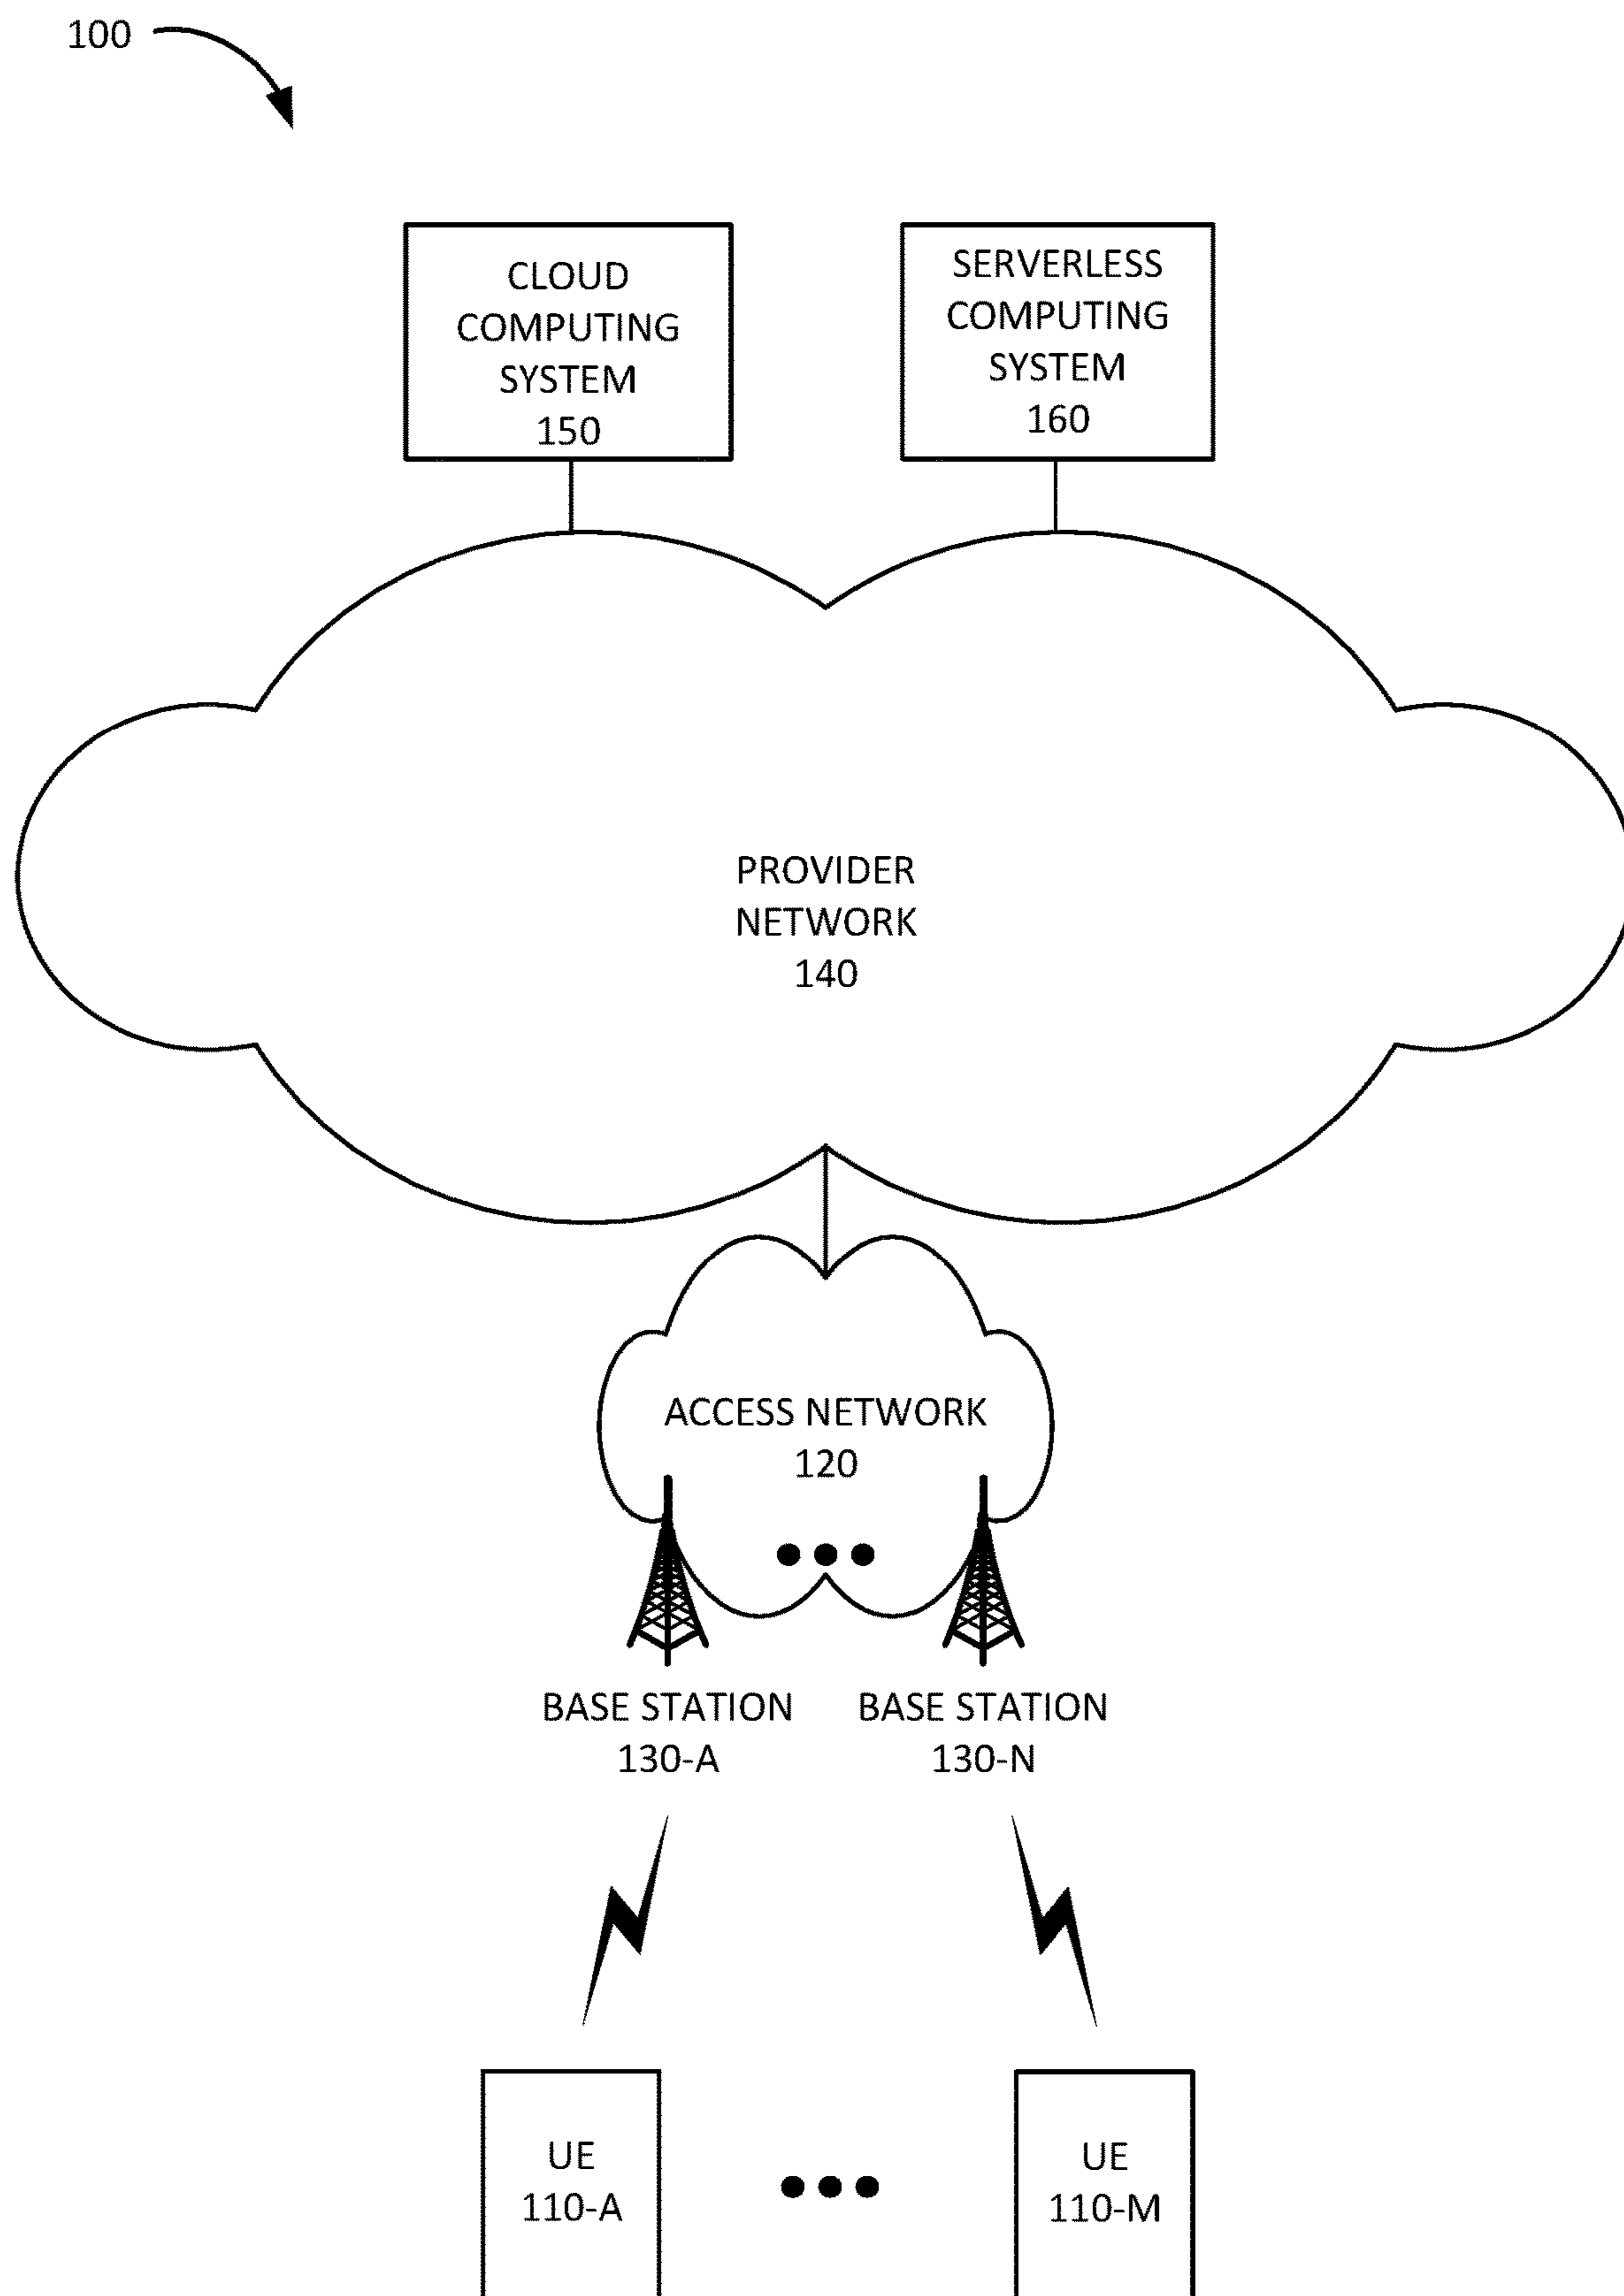 100
CLOUD
COMPUTING
SYSTEM
150
SERVERLESS
COMPUTING
SYSTEM
160
PROVIDER
NETWORK
140
ACCESS NETWORK
120
BASE STATION
130-A
BASE STATION
130-N
UE
110-A
UE
110-M